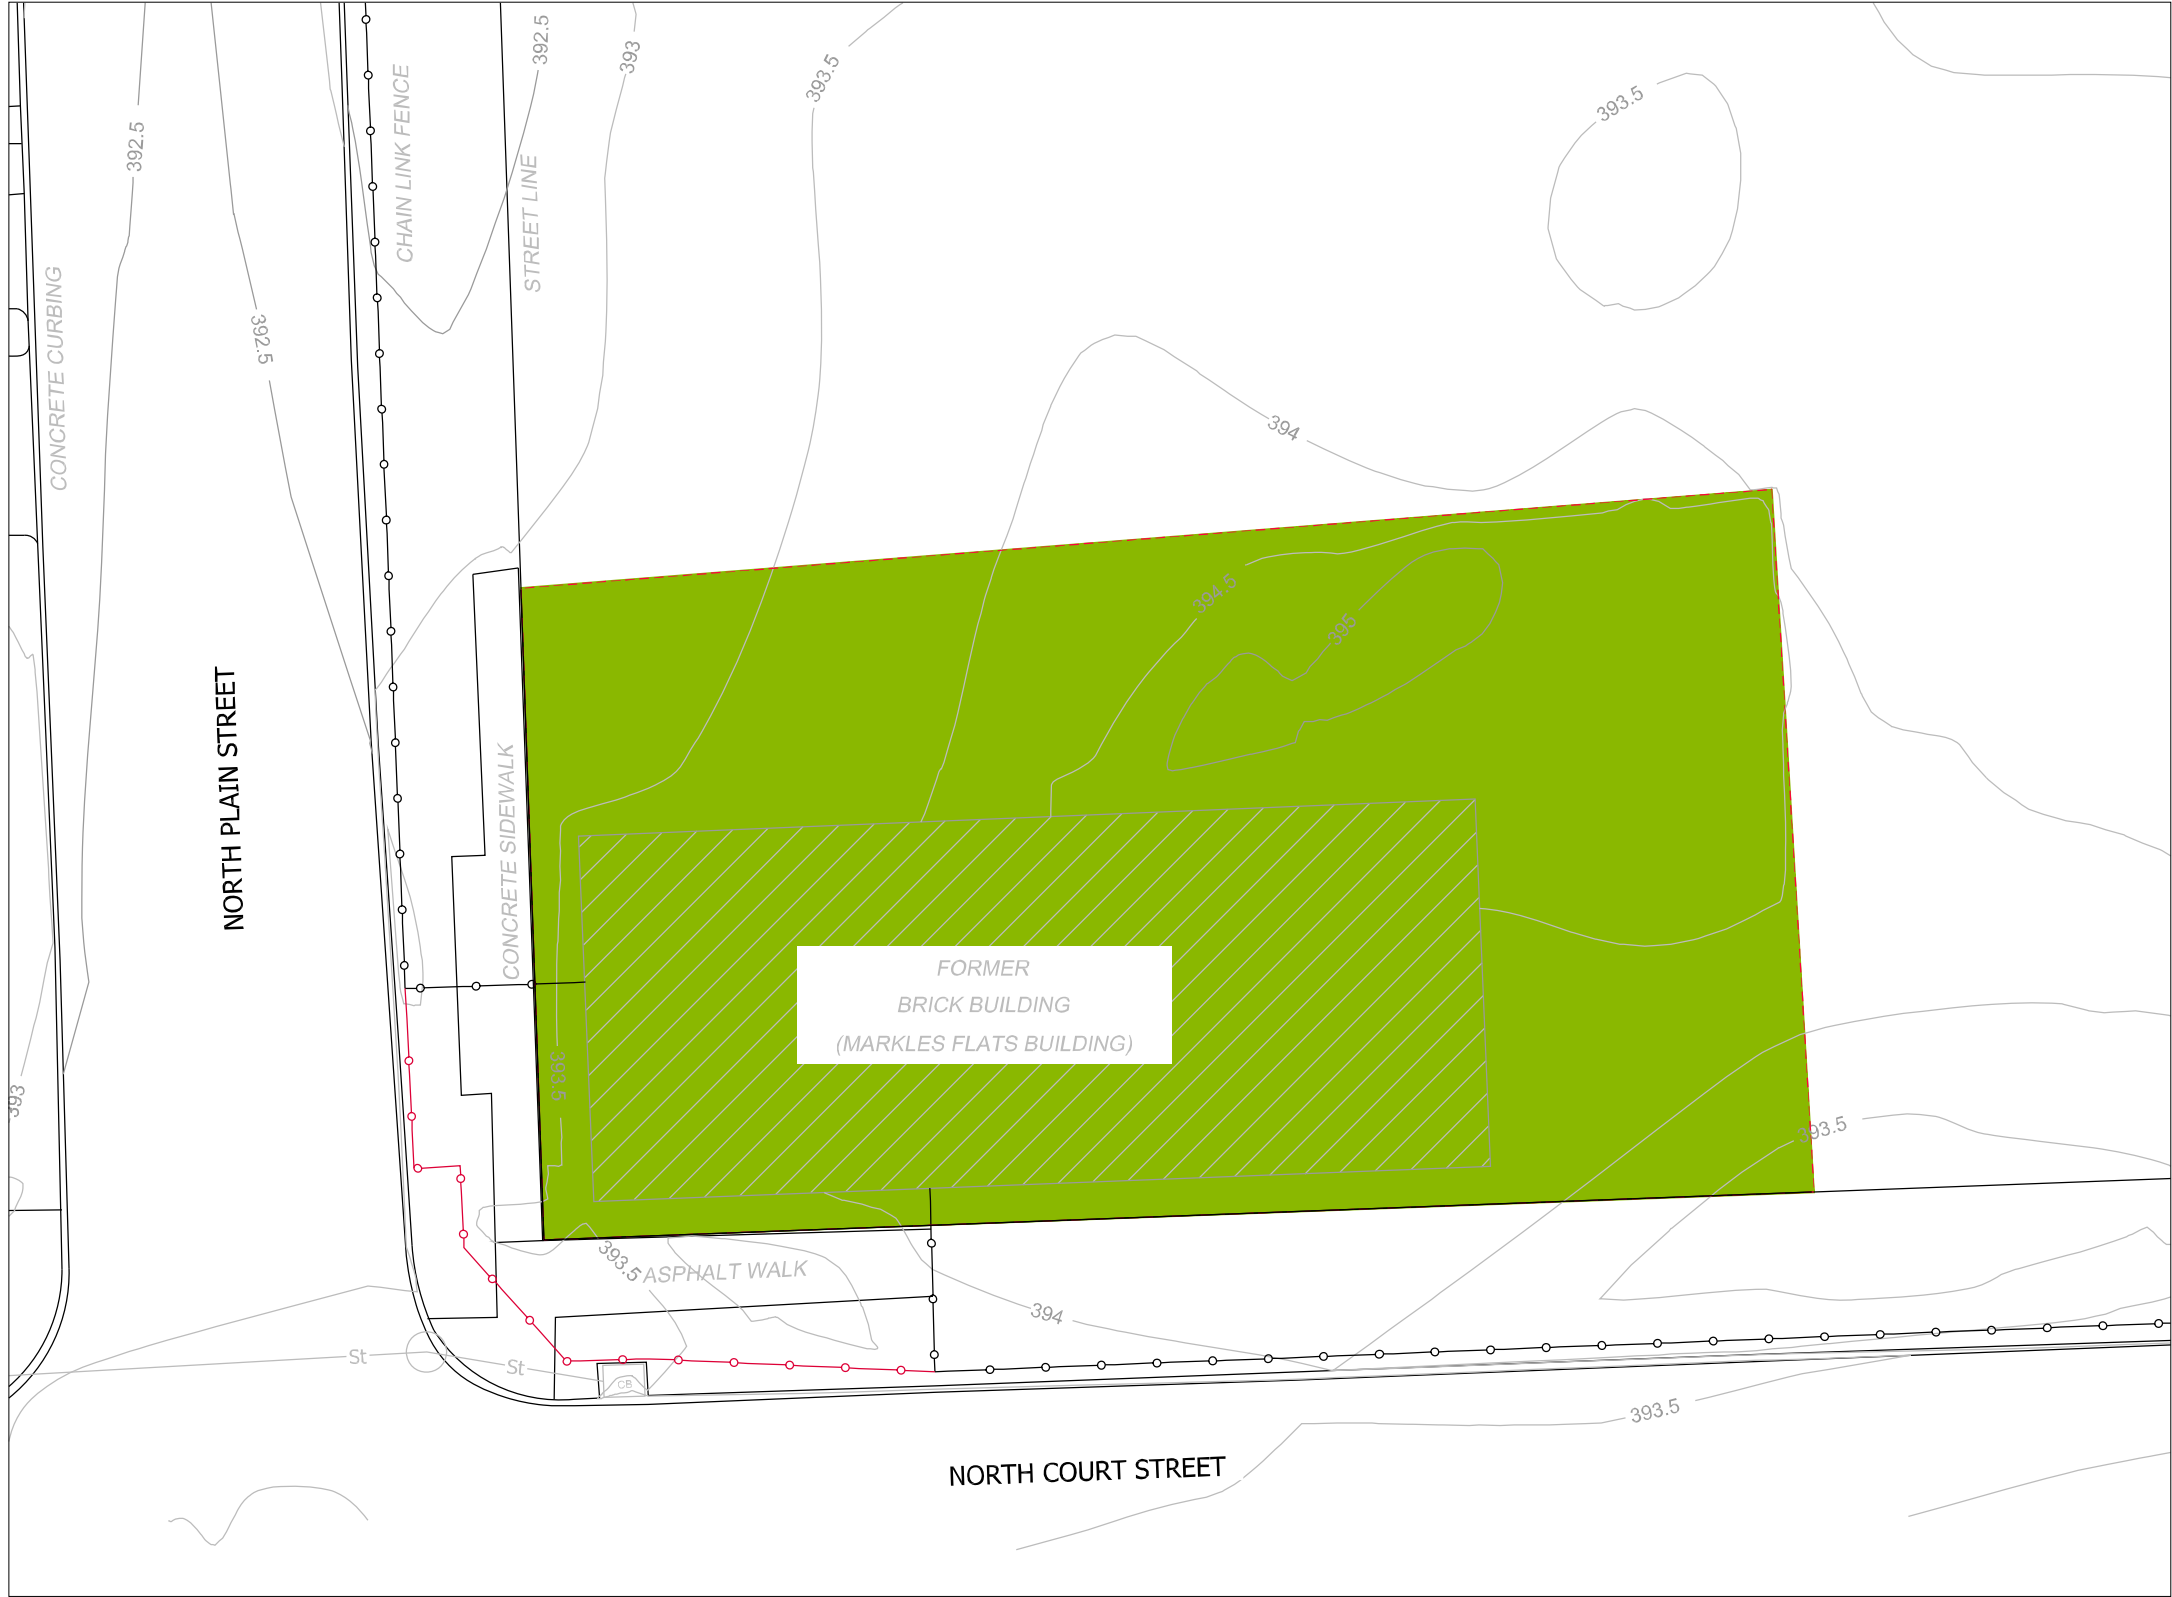 392.5
393
393.5
392.5
393.5
CHAIN LINK FENCE
STREET LINE
CONCRETE CURBING
392.5
394
394.5
395
NORTH PLAIN STREET
CONCRETE SIDEWALK
FORMER
BRICK BUILDING
(MARKLES FLATS BUILDING)
393.5
393
393.5
393.5
ASPHALT WALK
394
St
St
CB
393.5
NORTH COURT STREET